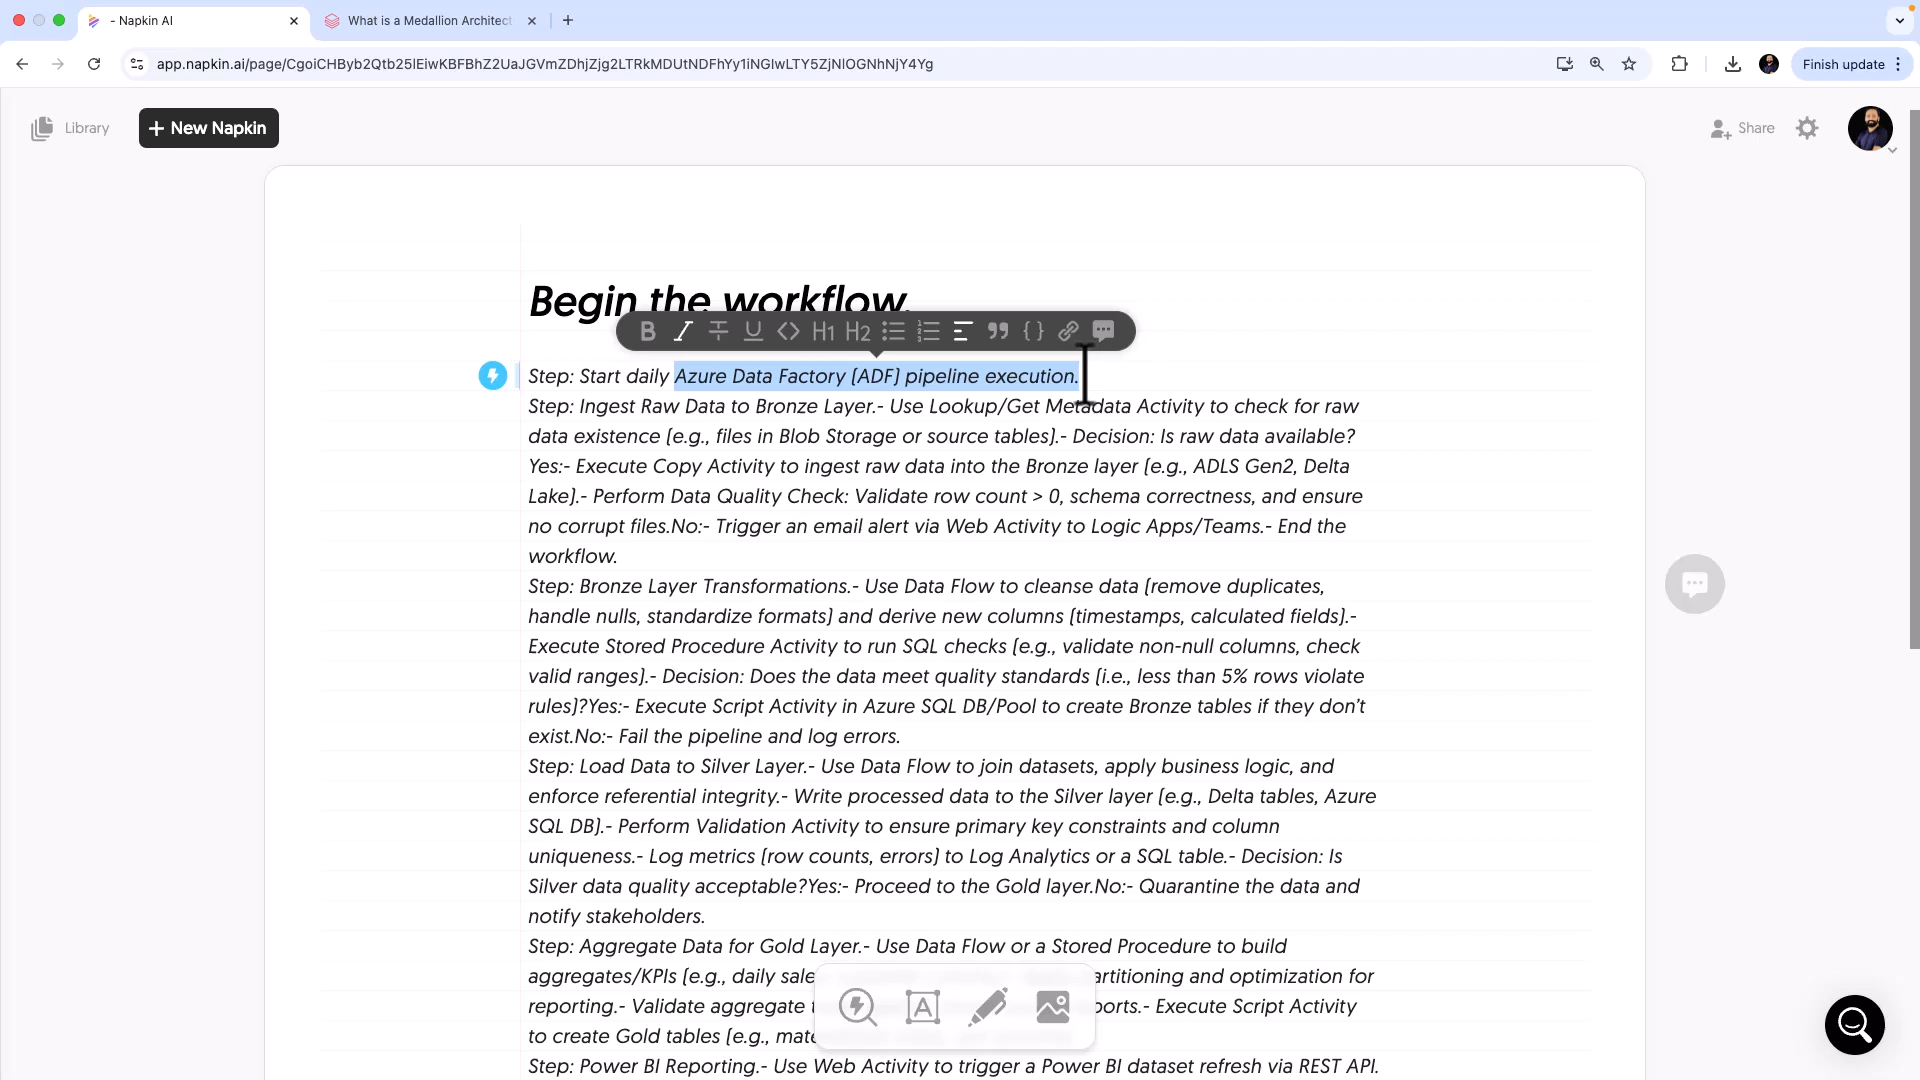 - Napkin AI
What is a Medallion Architect
app.napkin.ai/page/CgoiCHByb2Qtb25lEiwKBFBhZ2UaJGVmZDhjZjg2LTRkMDUtNDFhYy1iNGIwLTY5ZjNlOGNhNjY4Yg
Finish update
Library
+ New Napkin
Share
Begin the workflow.
B I T U <> H1 H2
Step: Start daily Azure Data Factory (ADF) pipeline execution.
Step: Ingest Raw Data to Bronze Layer.- Use Lookup/Get Metadata Activity to check for raw
data existence (e.g., files in Blob Storage or source tables).- Decision: Is raw data available?
Yes:- Execute Copy Activity to ingest raw data into the Bronze layer (e.g., ADLS Gen2, Delta
Lake).- Perform Data Quality Check: Validate row count > 0, schema correctness, and ensure
no corrupt files.No:- Trigger an email alert via Web Activity to Logic Apps/Teams.- End the
workflow.
Step: Bronze Layer Transformations.- Use Data Flow to cleanse data (remove duplicates,
handle nulls, standardize formats) and derive new columns (timestamps, calculated fields).-
Execute Stored Procedure Activity to run SQL checks (e.g., validate non-null columns, check
valid ranges).- Decision: Does the data meet quality standards (i.e., less than 5% rows violate
rules)?Yes:- Execute Script Activity in Azure SQL DB/Pool to create Bronze tables if they don't
exist.No:- Fail the pipeline and log errors.
Step: Load Data to Silver Layer.- Use Data Flow to join datasets, apply business logic, and
enforce referential integrity.- Write processed data to the Silver layer (e.g., Delta tables, Azure
SQL DB).- Perform Validation Activity to ensure primary key constraints and column
uniqueness.- Log metrics (row counts, errors) to Log Analytics or a SQL table.- Decision: Is
Silver data quality acceptable?Yes:- Proceed to the Gold layer.No:- Quarantine the data and
notify stakeholders.
Step: Aggregate Data for Gold Layer.- Use Data Flow or a Stored Procedure to build
aggregates/KPIs (e.g., daily sale artitioning and optimization for
reporting.- Validate aggregate t ports.- Execute Script Activity
to create Gold tables (e.g., mate
Step: Power BI Reporting.- Use Web Activity to trigger a Power BI dataset refresh via REST API.